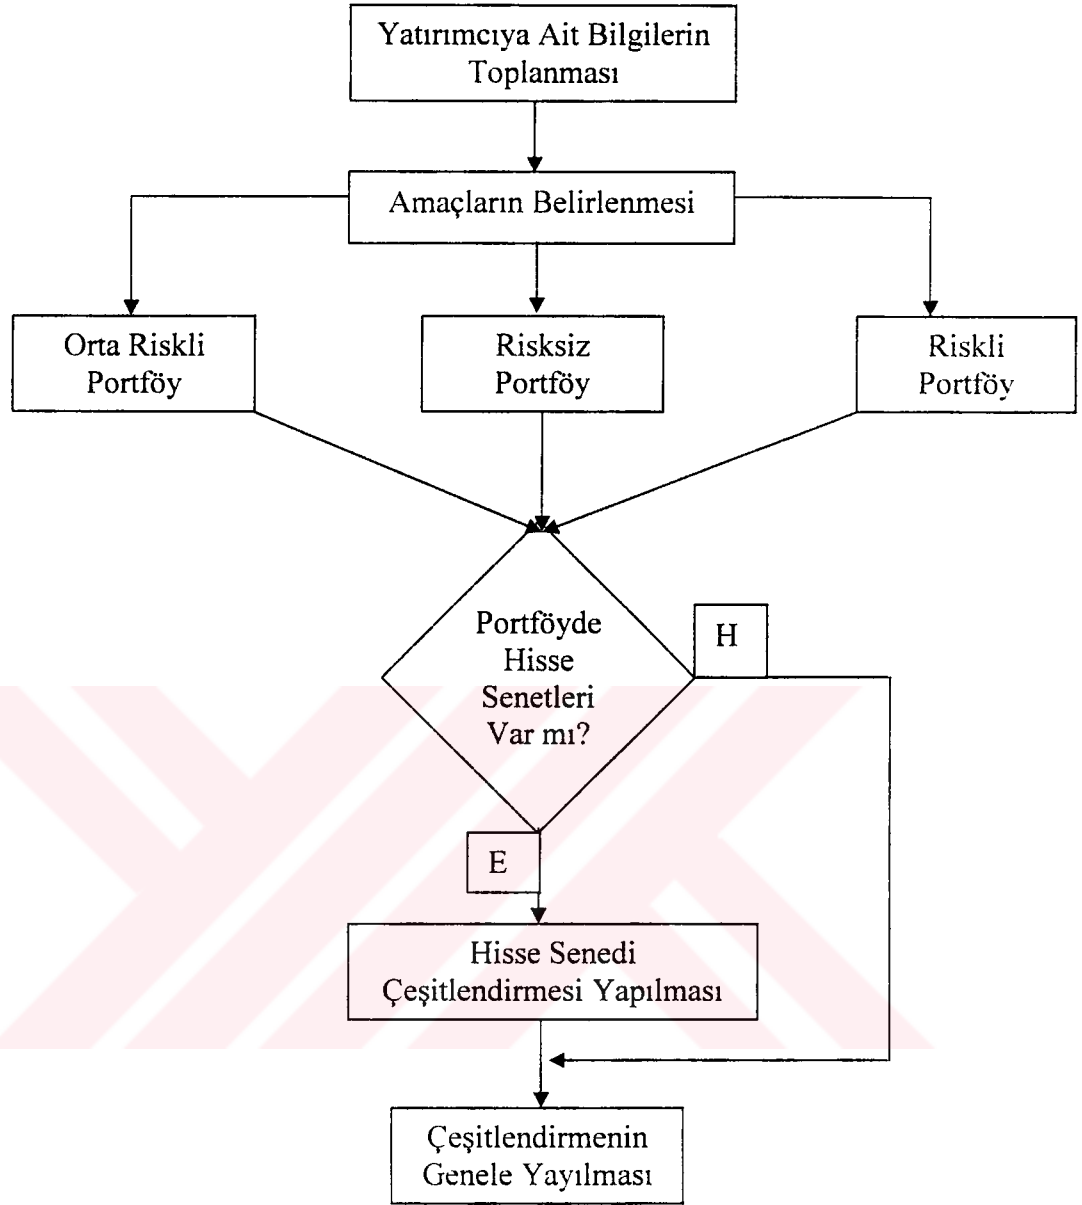 Yatırımcıya Ait Bilgilerin
Toplanması
Amaçların Belirlenmesi
Orta Riskli
Portföy
Risksiz
Portföy
Riskli
Portföy
Portföyde
Hisse
Senetleri
Var mı?
H
E
Hisse Senedi
Çeşitlendirmesi Yapılması
Çeşitlendirmenin
Genele Yayılması